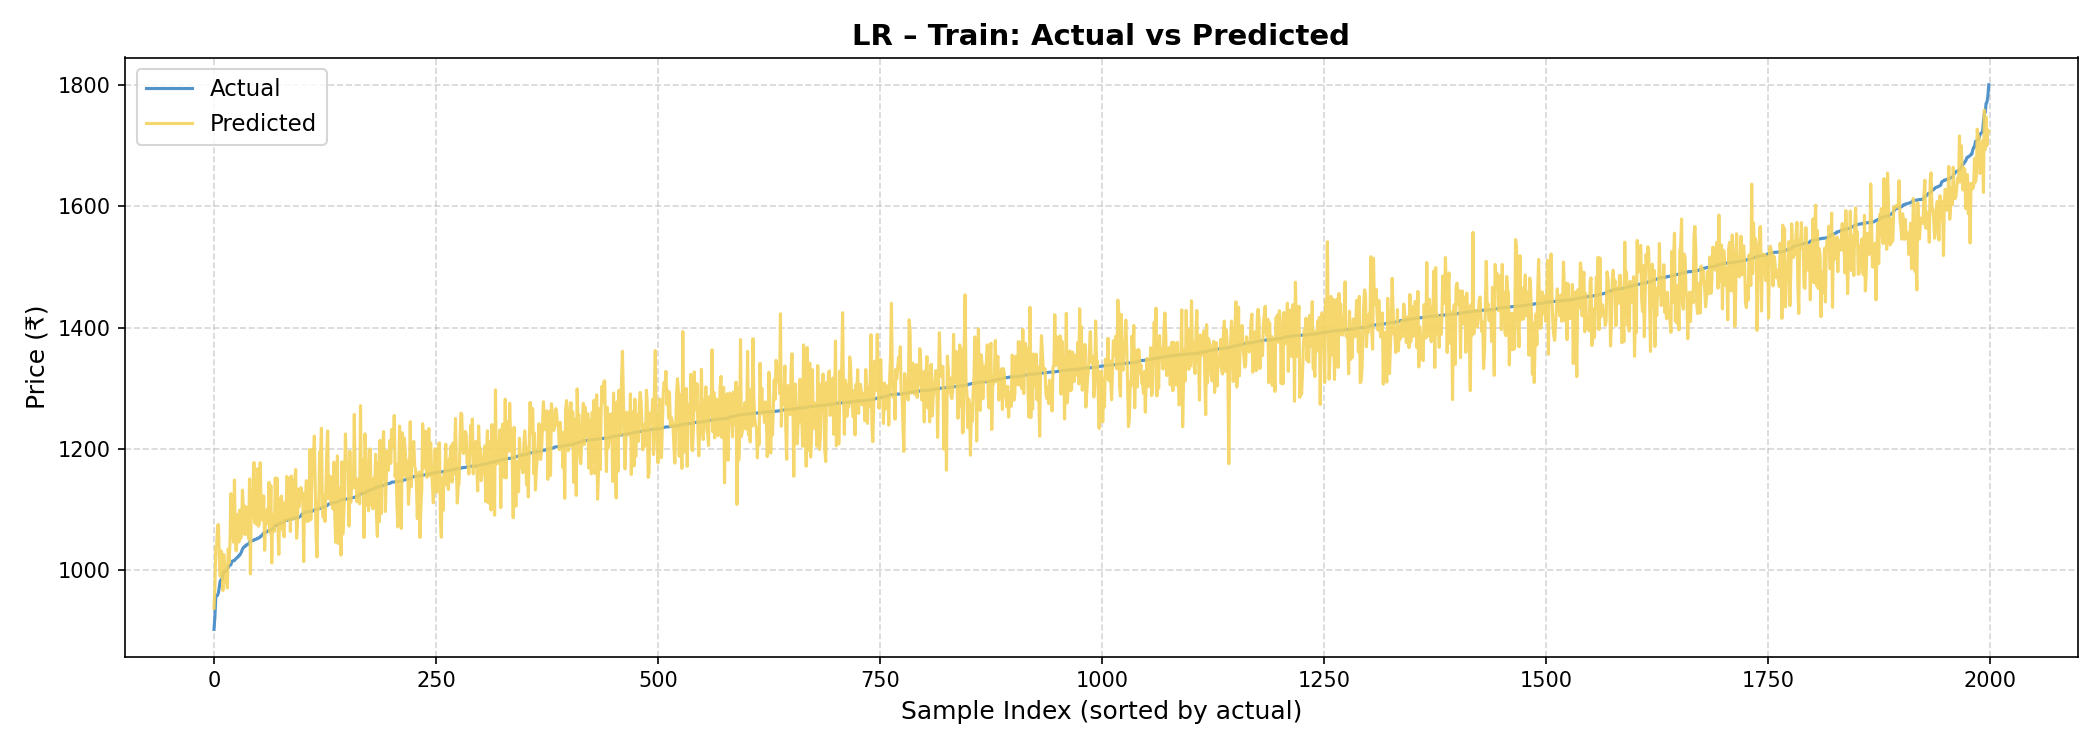 LR – Train: Actual vs Predicted
Actual
Predicted
Price (₹)
1800
1600
1400
1200
1000
0 250 500 750 1000 1250 1500 1750 2000
Sample Index (sorted by actual)